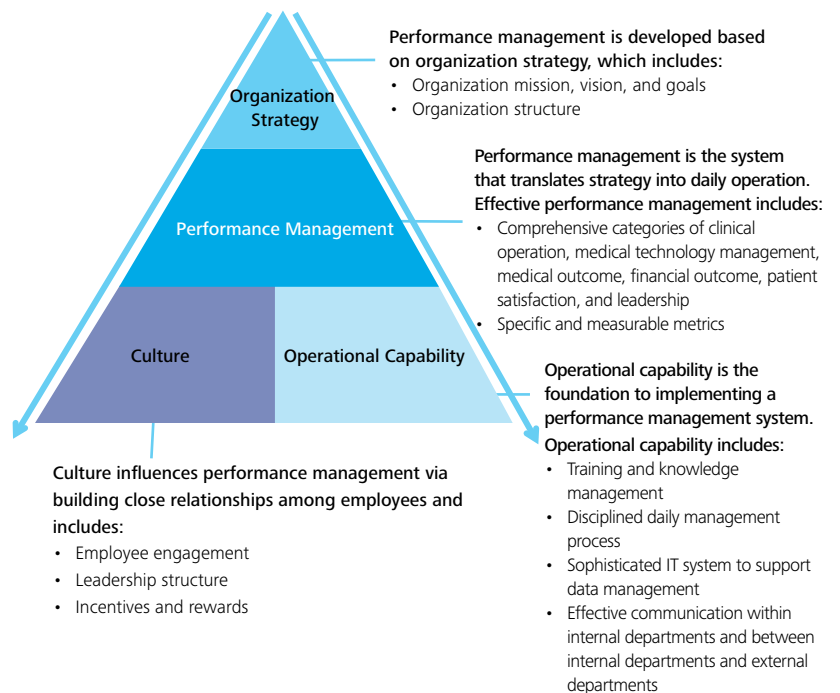 Performance management is developed based
on organization strategy, which includes:
• Organization mission, vision, and goals
• Organization structure
Organization
Strategy
Performance management is the system
that translates strategy into daily operation.
Effective performance management includes:
• Comprehensive categories of clinical
operation, medical technology management,
medical outcome, financial outcome, patient
satisfaction, and leadership
• Specific and measurable metrics
Performance Management
Culture
Operational Capability
Operational capability is the
foundation to implementing a
performance management system.
Operational capability includes:
• Training and knowledge
management
• Disciplined daily management
process
• Sophisticated IT system to support
data management
• Effective communication within
internal departments and between
internal departments and external
departments
Culture influences performance management via
building close relationships among employees and
includes:
• Employee engagement
• Leadership structure
• Incentives and rewards